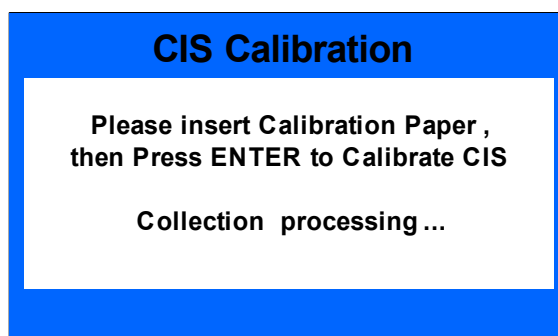 CIS Calibration
Please insert Calibration Paper ,
then Press ENTER to Calibrate CIS
Collection processing ...